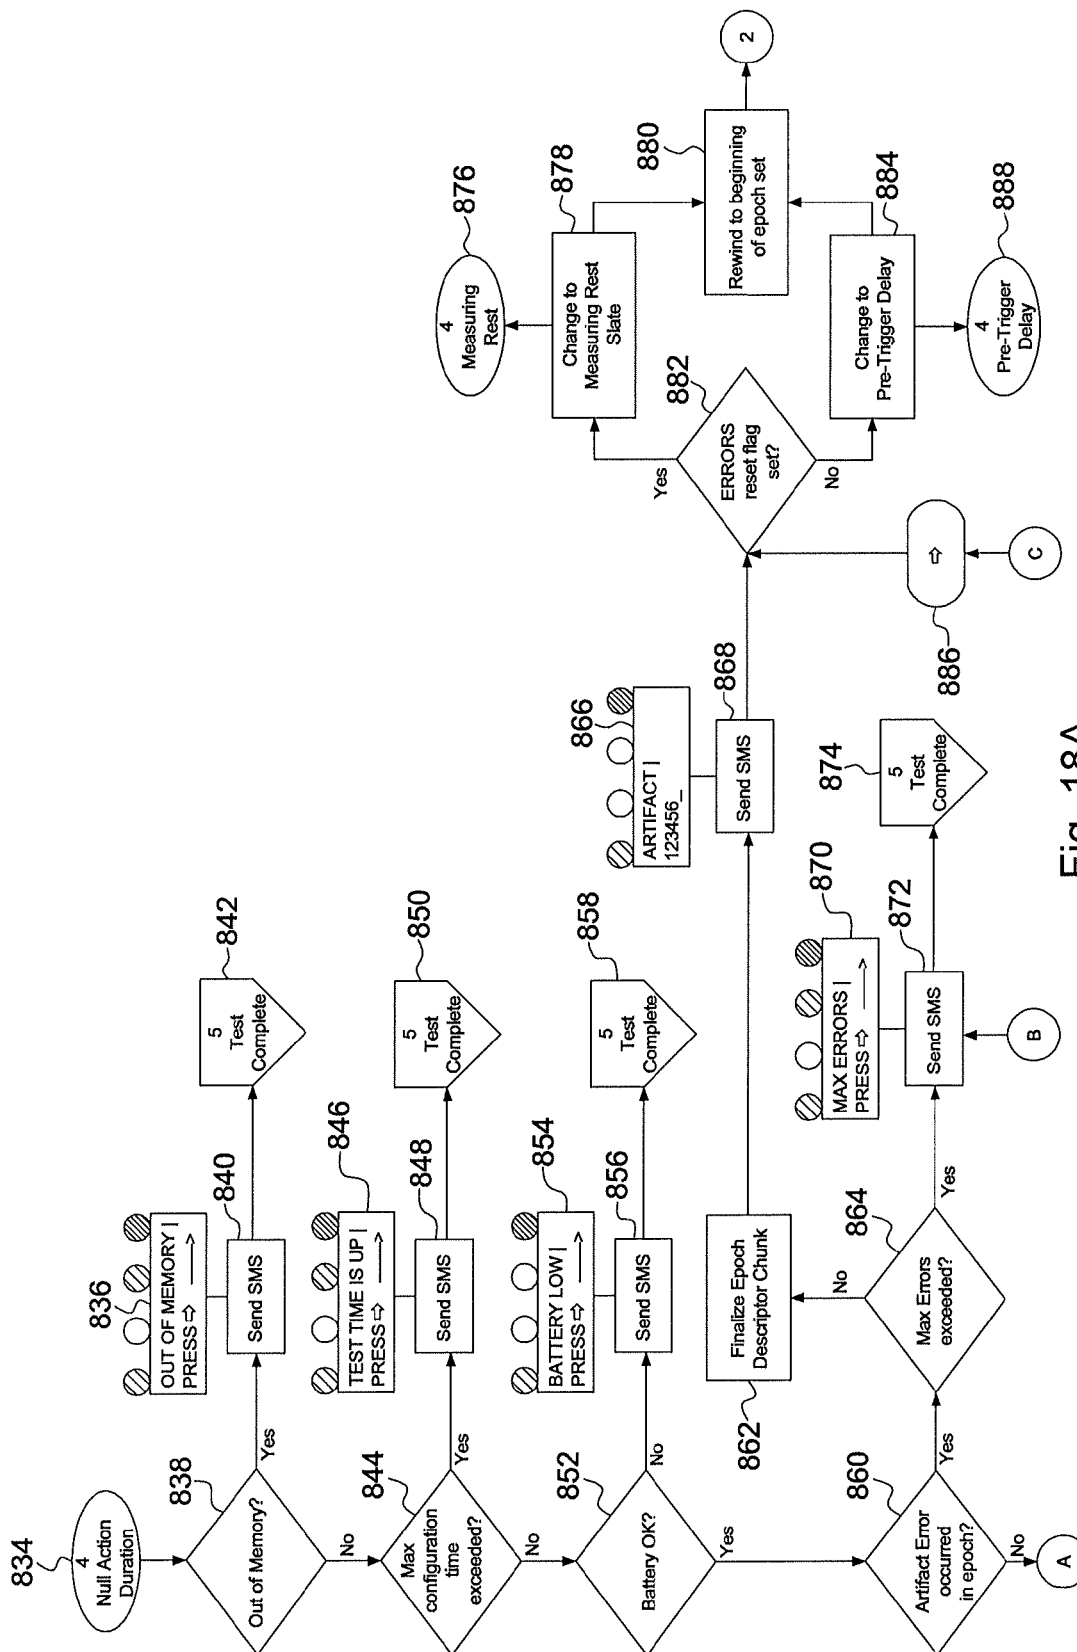 834
4
Null Action
Duration
838
Out of Memory?
Yes
No
836
OUT OF MEMORY |
PRESS ⇨ →
840
Send SMS
842
5
Test
Complete
844
Max
configuration
time
exceeded?
Yes
No
846
TEST TIME IS UP |
PRESS ⇨ →
848
Send SMS
850
5
Test
Complete
852
Battery OK?
No
Yes
854
BATTERY LOW |
PRESS ⇨ →
856
Send SMS
858
5
Test
Complete
860
Artifact Error
occurred
in epoch?
Yes
No
A
862
Finalize Epoch
Descriptor Chunk
864
Max Errors
exceeded?
No
Yes
866
ARTIFACT |
123456_
868
Send SMS
870
MAX ERRORS |
PRESS ⇨ →
872
Send SMS
B
874
5
Test
Complete
876
4
Measuring
Rest
878
Change to
Measuring Rest
Slate
880
Rewind to beginning
of epoch set
2
882
ERRORS
reset flag
set?
Yes
No
884
Change to
Pre-Trigger Delay
886
⇨
C
888
4
Pre-Trigger
Delay
Fig. 18A